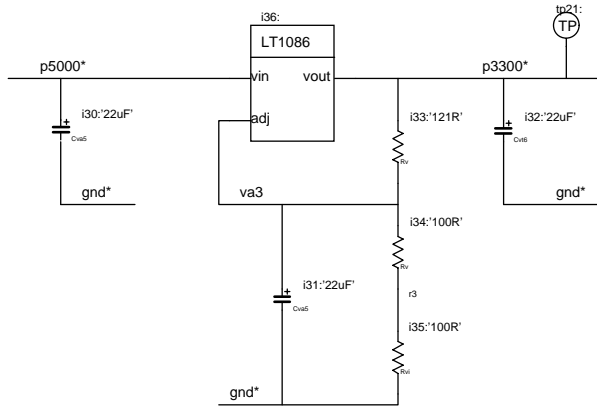 tp21:
TP
i36:
LT1086
p5000*
vin
vout
p3300*
i30:'22uF'
+
Cva5
adj
i33:'121R'
Rv
i32:'22uF'
+
Cvt6
gnd*
va3
gnd*
i34:'100R'
Rv
i31:'22uF'
+
Cva5
r3
i35:'100R'
Rvi
gnd*